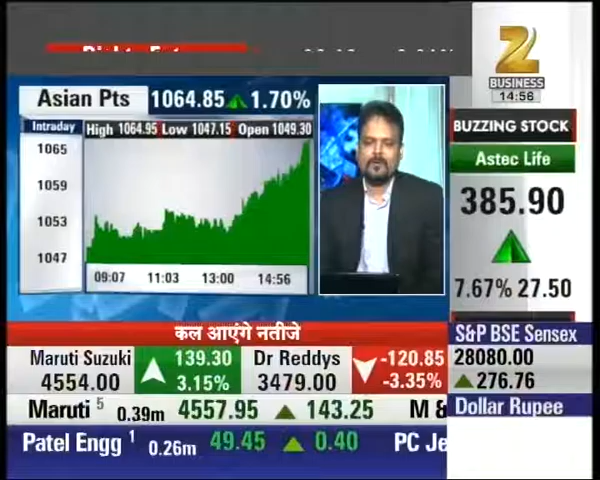 BUSINESS
14:56
Asian Pts 1064.85 1.70%
Intraday High 1064.95 Low 1047.15 Open 1049.30
1065
1059
1053
1047
09:07 11:03 13:00 14:56
BUZZING STOCK
Astec Life
385.90
7.67% 27.50
कल आएंगे नतीजे
Maruti Suzuki 139.30
4554.00 3.15%
Dr Reddys -120.85
3479.00 -3.35%
S&P BSE Sensex
28080.00
276.76
Dollar Rupee
Maruti 5 0.39m 4557.95 143.25 M &
Patel Engg 1 0.26m 49.45 0.40 PC Je